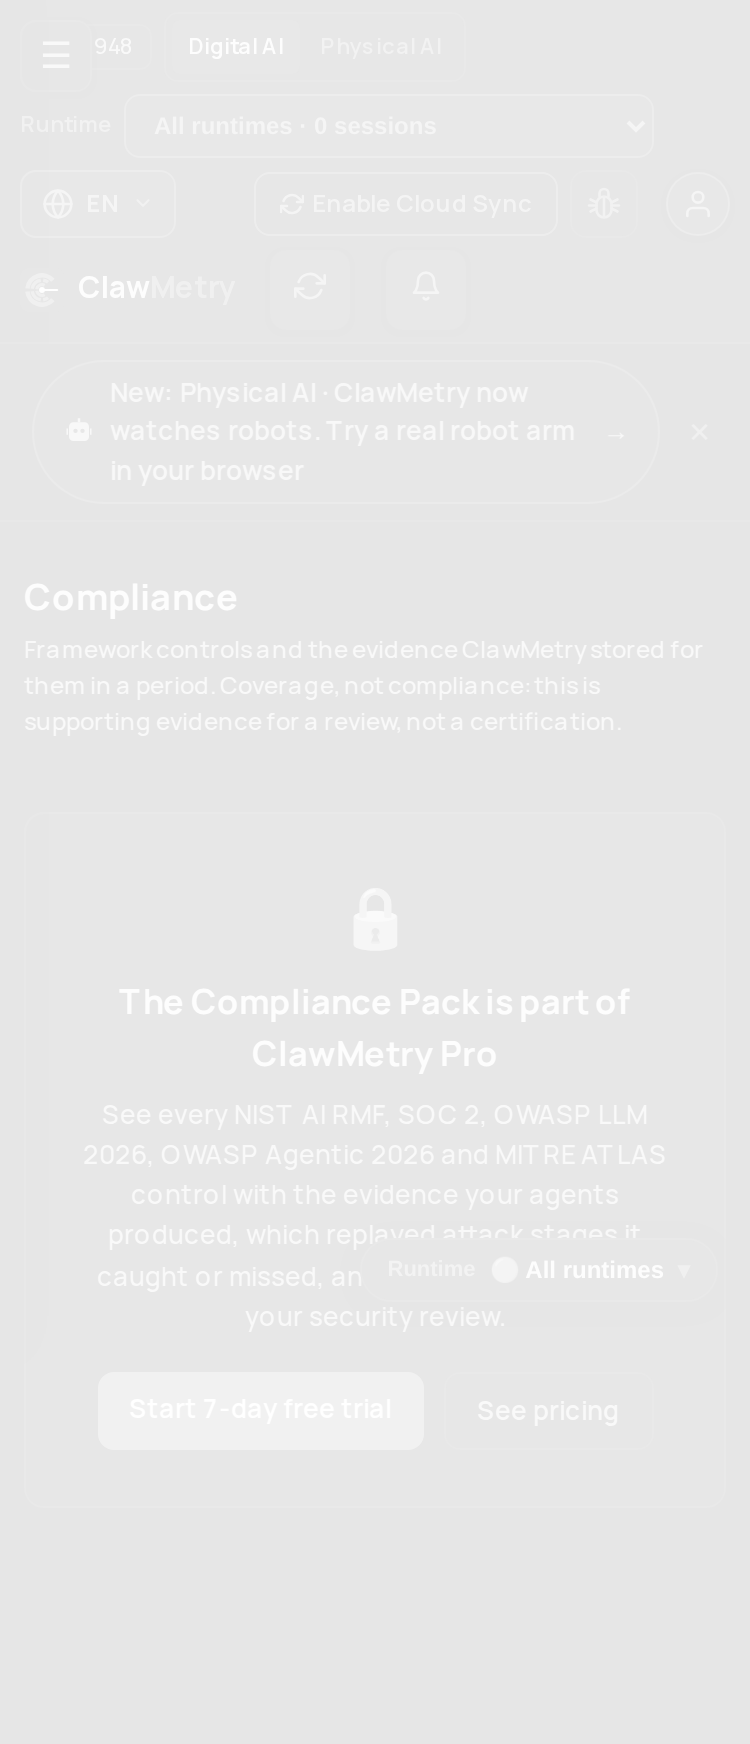 948
Digital AI
Physical AI
Runtime
All runtimes · 0 sessions
EN
Enable Cloud Sync
ClawMetry
New: Physical AI · ClawMetry now
watches robots. Try a real robot arm →
in your browser
Compliance
Framework controls and the evidence ClawMetry stored for
them in a period. Coverage, not compliance: this is
supporting evidence for a review, not a certification.
The Compliance Pack is part of
ClawMetry Pro
See every NIST AI RMF, SOC 2, OWASP LLM
2026, OWASP Agentic 2026 and MITRE ATLAS
control with the evidence your agents
produced, which replayed attack stages it
caught or missed, an
Runtime All runtimes
your security review.
Start 7-day free trial
See pricing